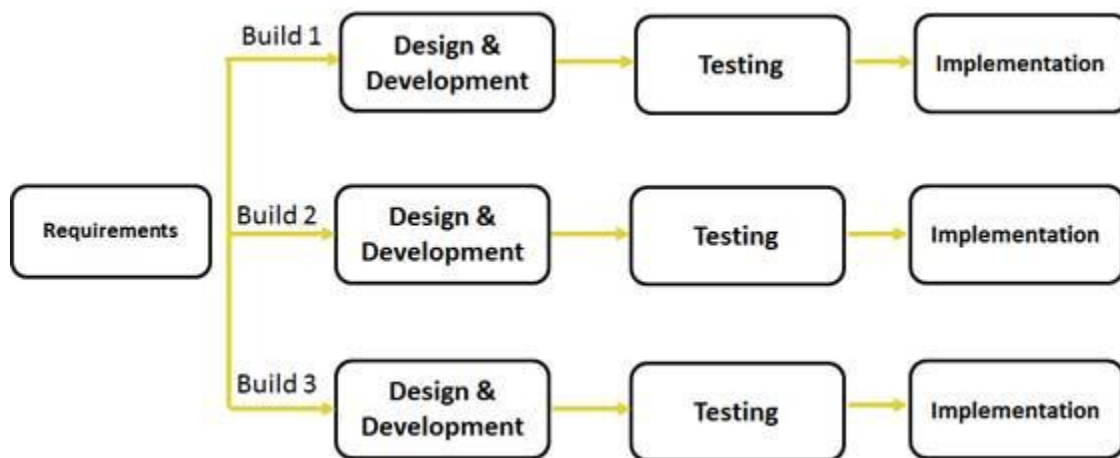 Build 1
Design &
Development
Testing
Implementation
Requirements
Build 2
Design &
Development
Testing
Implementation
Build 3
Design &
Development
Testing
Implementation